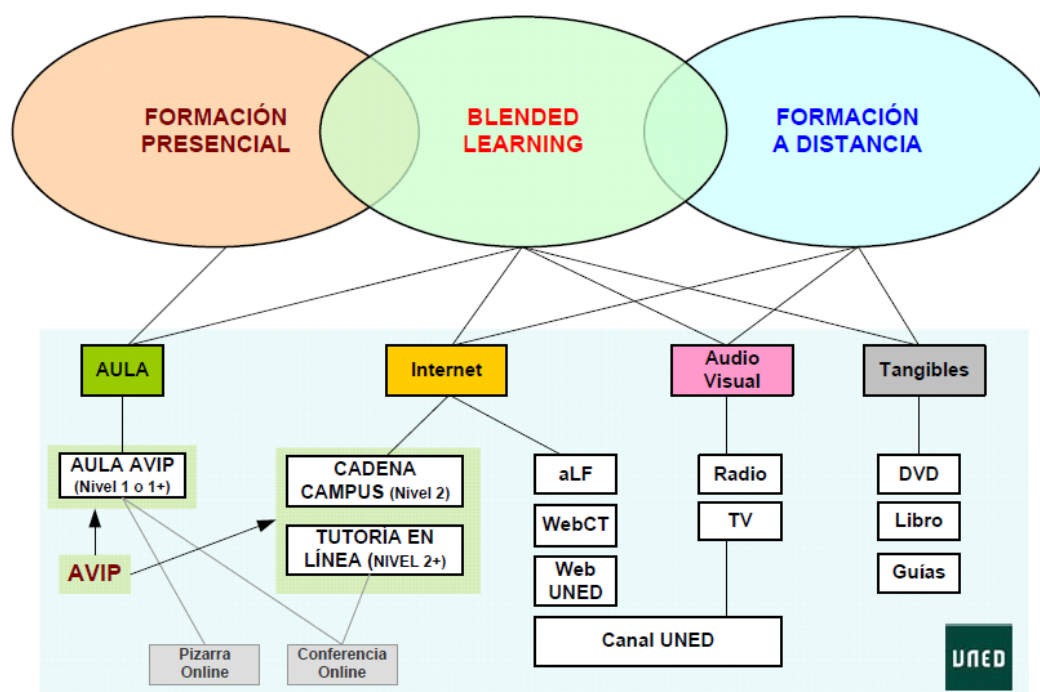 FORMACIÓN
PRESENCIAL
BLENDED
LEARNING
FORMACIÓN
A DISTANCIA
AULA
Internet
Audio
Visual
Tangibles
AULA AVIP
(Nivel 1 o 1+)
CADENA
CAMPUS (Nivel 2)
TUTORÍA EN
LÍNEA (NIVEL 2+)
AVIP
aLF
WebCT
Web
UNED
Radio
TV
DVD
Libro
Guías
Canal UNED
Pizarra
Online
Conferencia
Online
UNED